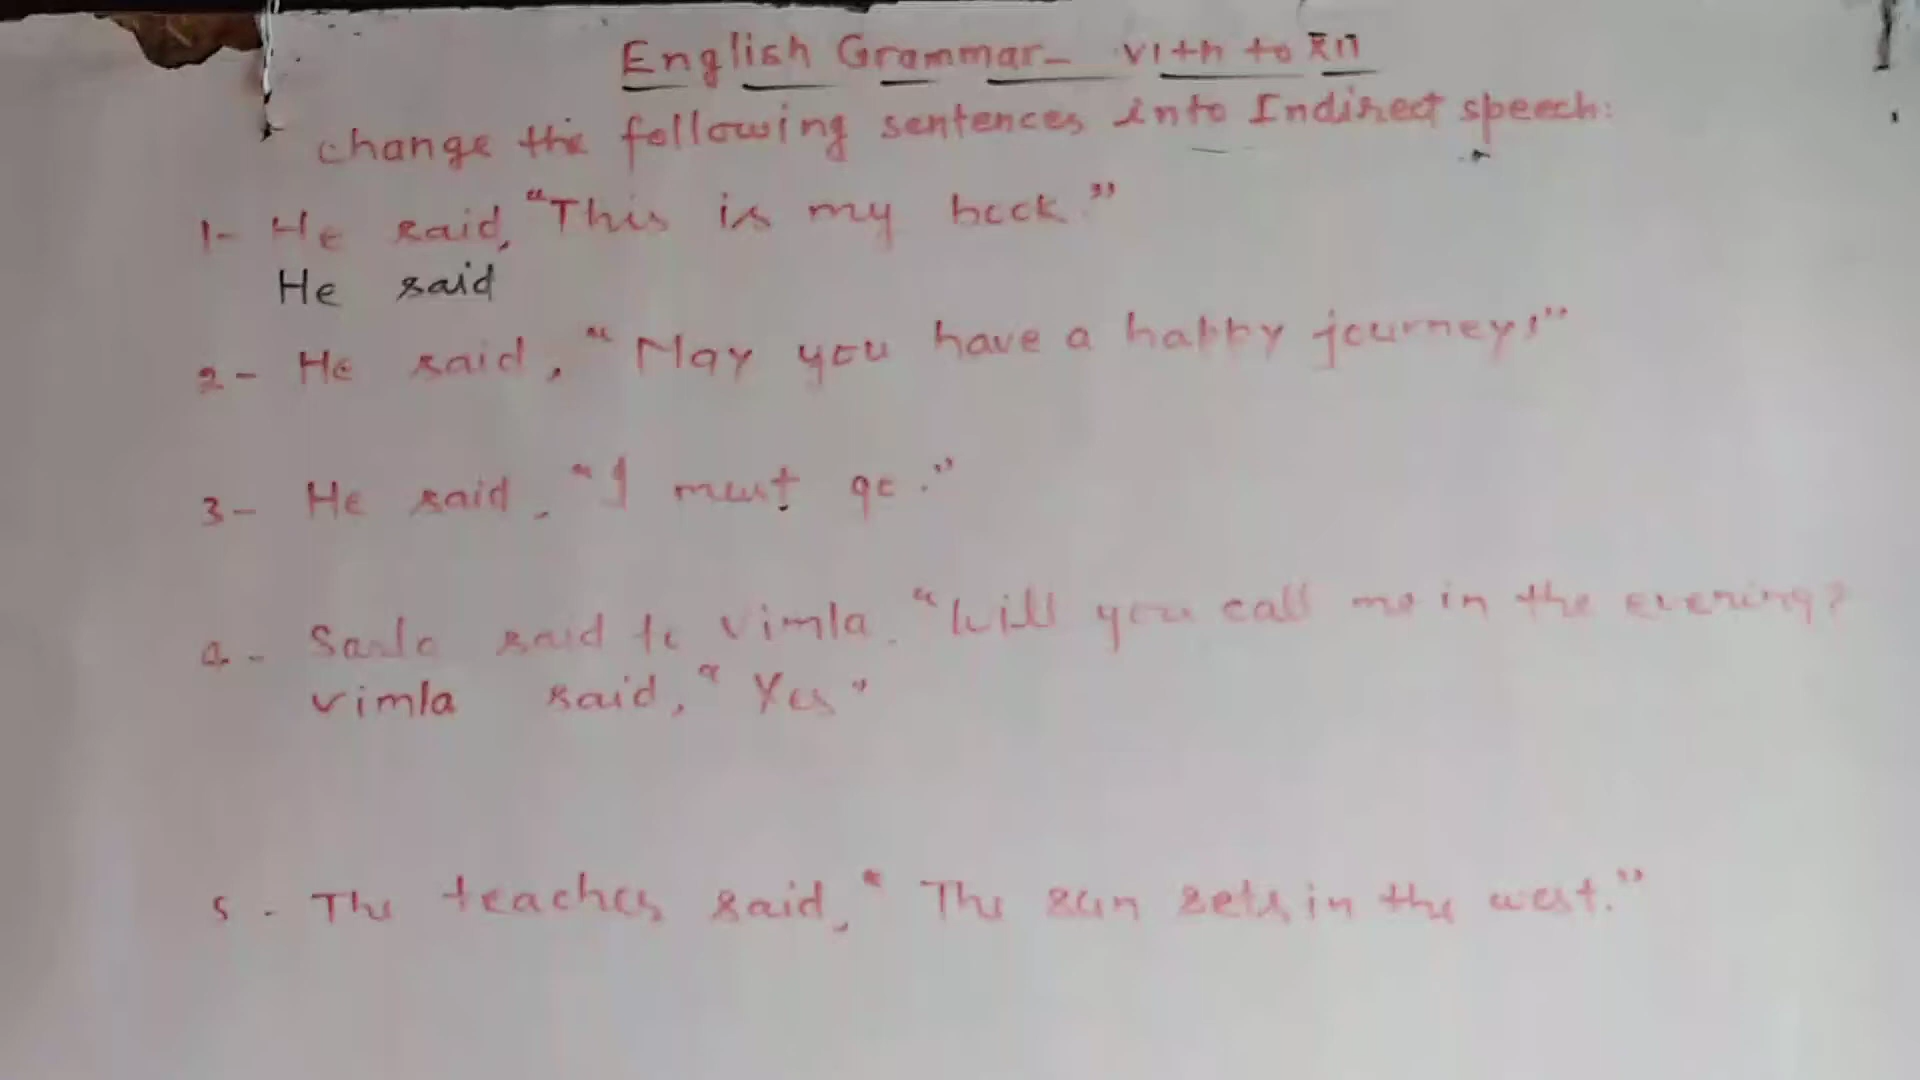 English Grammar- VIth to XII
change the following sentences into Indirect speech:
1- He said, "This is my book."
He said
2- He said, "May you have a happy journey!"
3- He said, "I must go."
4- Sarla said to Vimla, "Will you call me in the evening?
vimla said, "Yes"
5- The teacher said, "The sun sets in the west."